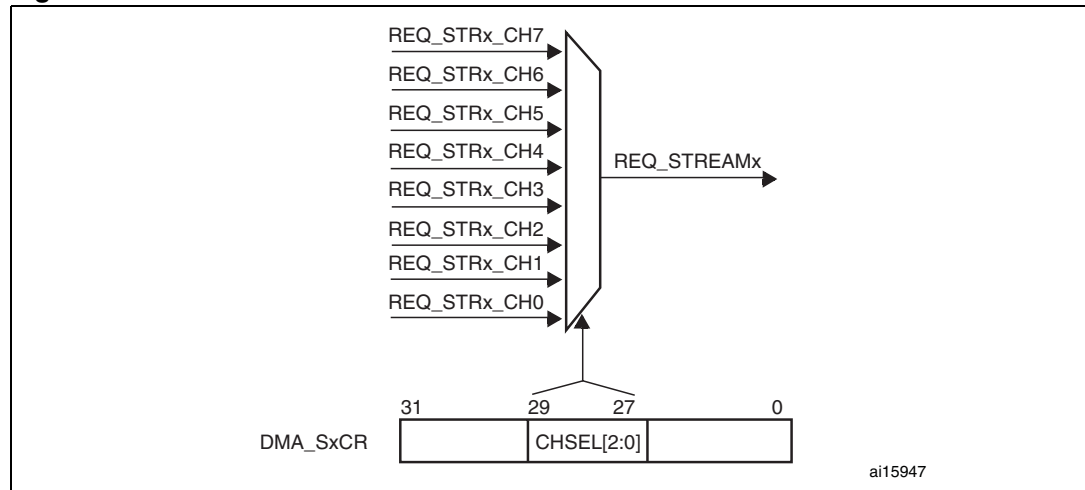 REQ_STRx_CH7
REQ_STRx_CH6
REQ_STRx_CH5
REQ_STRx_CH4
REQ_STREAMx
REQ_STRx_CH3
REQ_STRx_CH2
REQ_STRx_CH1
REQ_STRx_CH0
31 29 27 0
DMA_SxCR CHSEL[2:0]
ai15947